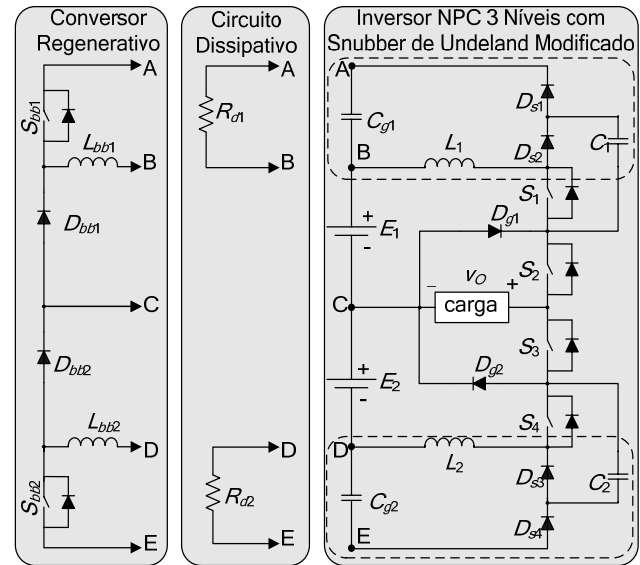 Conversor
Regenerativo
A
Sbb1
Lbb1
B
Dbb1
C
Dbb2
Lbb2
D
Sbb2
E
Circuito
Dissipativo
A
Rd1
B
D
Rd2
E
Inversor NPC 3 Níveis com
Snubber de Undeland Modificado
A
Ds1
Cg1
C1
B
L1
Ds2
S1
+
E1
-
Dg1
S2
vO
- +
C
carga
S3
+
E2
-
Dg2
S4
D
L2
Ds3
C2
Cg2
Ds4
E